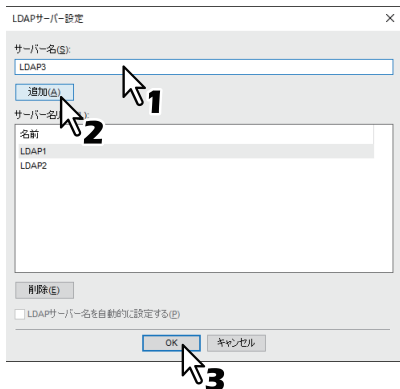 LDAPサーバー設定
サーバー名(S):
LDAP3
1
追加(A)
2
サーバー名
名前
LDAP1
LDAP2
削除(E)
LDAPサーバー名を自動的に設定する(P)
OK
キャンセル
3